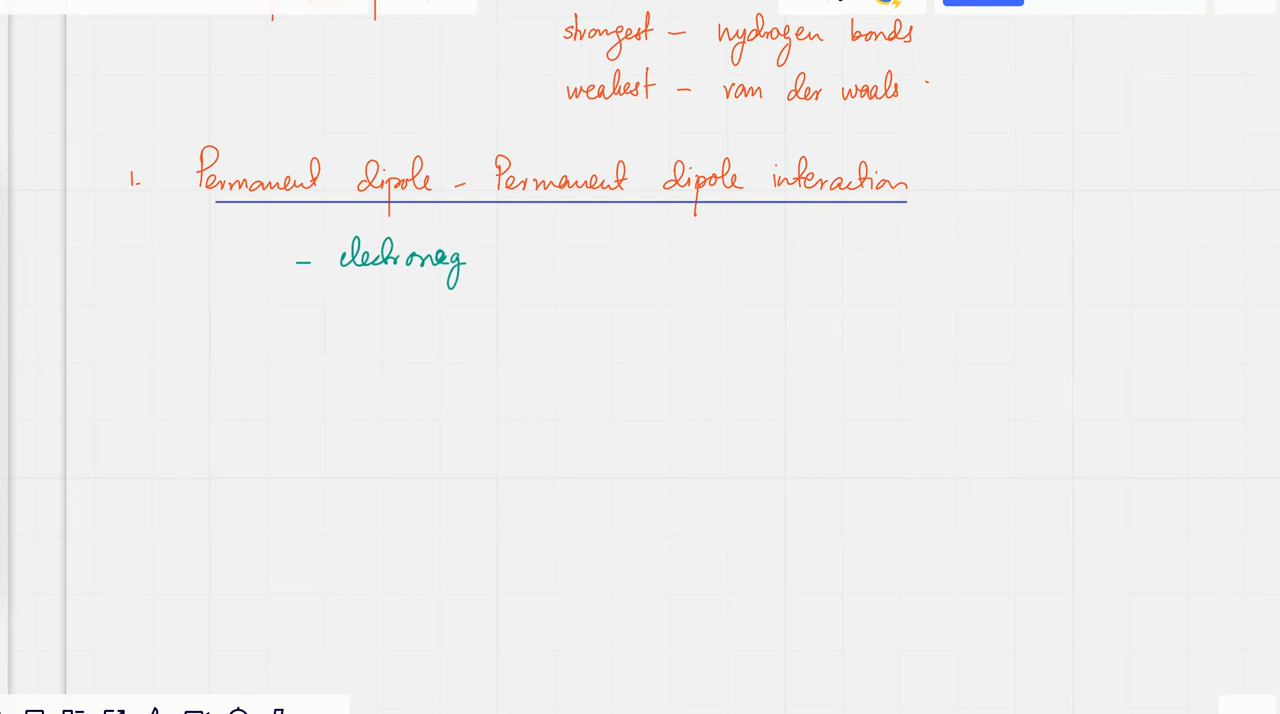 strongest - hydrogen bonds
weakest - van der waals
1. Permanent dipole - Permanent dipole interaction
- electroneg